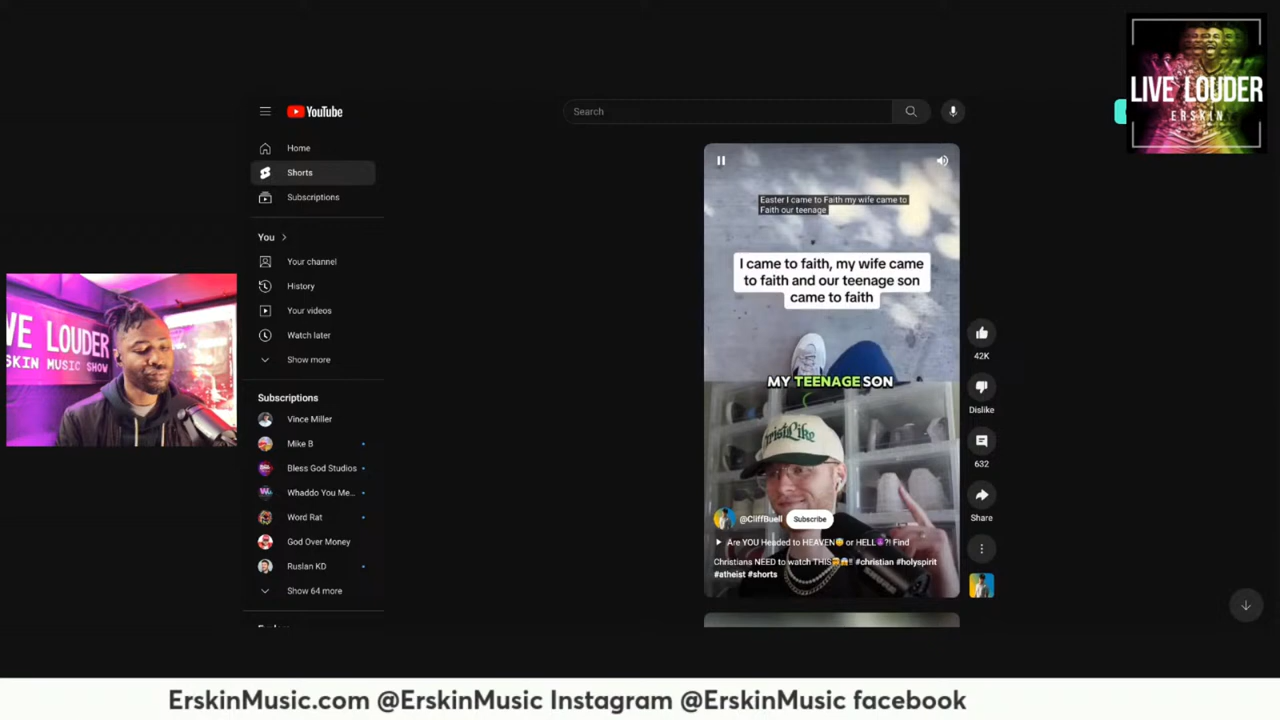 YouTube
Search
LIVE LOUDER
ERSKIN
Home
Shorts
Subscriptions
You
Your channel
History
Your videos
Watch later
Show more
Subscriptions
Vince Miller
Mike B
Bless God Studios
Whaddo You Me...
Word Rat
God Over Money
Ruslan KD
Show 64 more
VE LOUDER
SKIN MUSIC SHOW
Easter I came to Faith my wife came to
Faith our teenage
I came to faith, my wife came
to faith and our teenage son
came to faith
MY TEENAGE SON
ChristLike
@CliffBuell
Subscribe
Are YOU Headed to HEAVEN😇 or HELL😈?! Find
Christians NEED to watch THIS ‼️ #christian #holyspirit
#atheist #shorts
42K
Dislike
632
Share
ErskinMusic.com @ErskinMusic Instagram @ErskinMusic facebook